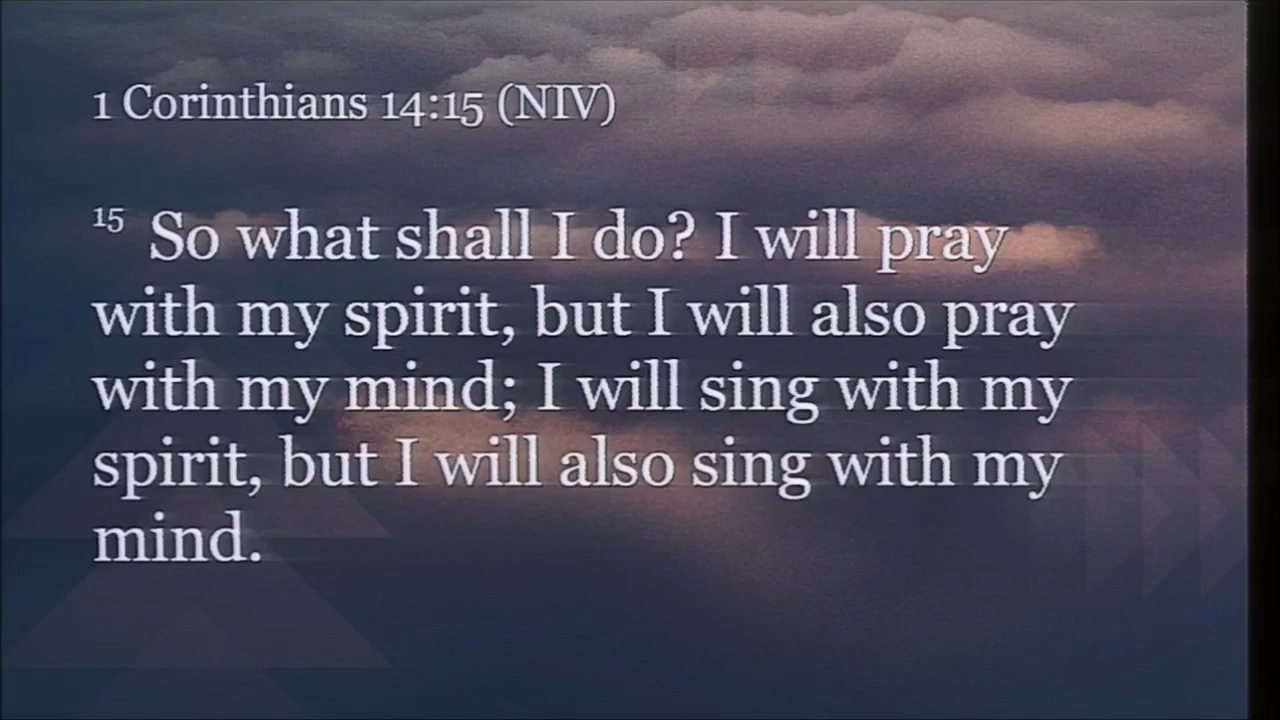 1 Corinthians 14:15 (NIV)
15 So what shall I do? I will pray
with my spirit, but I will also pray
with my mind; I will sing with my
spirit, but I will also sing with my
mind.